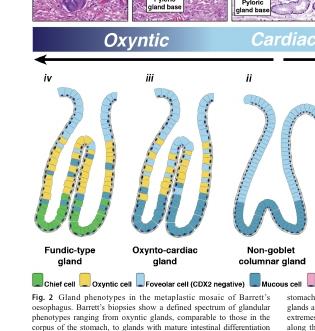 Pyloric
gland base
Pyloric
gland base
Oxyntic
Cardiac
iv
iii
ii
Fundic-type
gland
Oxynto-cardiac
gland
Non-goblet
columnar gland
Chief cell
Oxyntic cell
Foveolar cell (CDX2 negative)
Mucous cell
Fig. 2 Gland phenotypes in the metaplastic mosaic of Barrett's
oesophagus. Barrett's biopsies show a defined spectrum of glandular
phenotypes ranging from oxyntic glands, comparable to those in the
corpus of the stomach, to glands with mature intestinal differentiation
stomach
glands a
extreme
along th